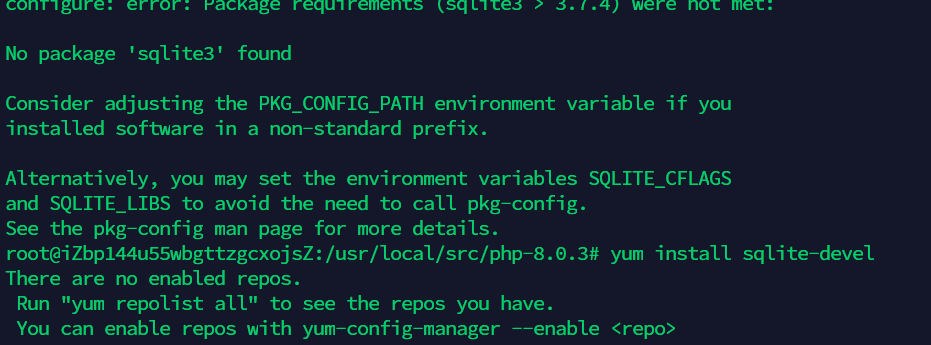 configure: error: Package requirements (sqlite3 > 3.7.4) were not met:
No package 'sqlite3' found
Consider adjusting the PKG_CONFIG_PATH environment variable if you
installed software in a non-standard prefix.
Alternatively, you may set the environment variables SQLITE_CFLAGS
and SQLITE_LIBS to avoid the need to call pkg-config.
See the pkg-config man page for more details.
root@iZbp144u55wbgttzgcxojsZ:/usr/local/src/php-8.0.3# yum install sqlite-devel
There are no enabled repos.
 Run "yum repolist all" to see the repos you have.
 You can enable repos with yum-config-manager --enable <repo>